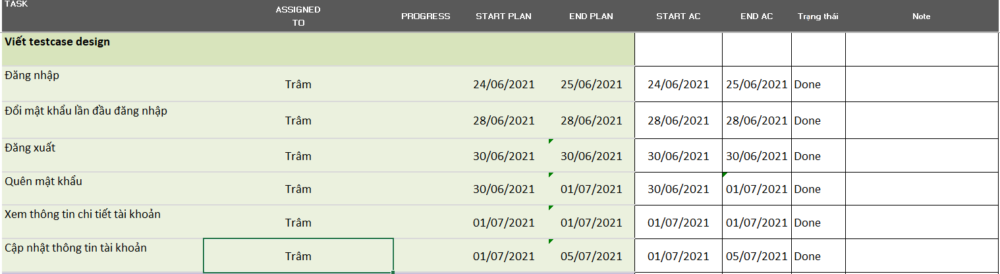 TASK ASSIGNED TO PROGRESS START PLAN END PLAN START AC END AC Trạng thái Note
Viết testcase design
Đăng nhập Trâm 24/06/2021 25/06/2021 24/06/2021 25/06/2021 Done
Đổi mật khẩu lần đầu đăng nhập Trâm 28/06/2021 28/06/2021 28/06/2021 28/06/2021 Done
Đăng xuất Trâm 30/06/2021 30/06/2021 30/06/2021 30/06/2021 Done
Quên mật khẩu Trâm 30/06/2021 01/07/2021 30/06/2021 01/07/2021 Done
Xem thông tin chi tiết tài khoản Trâm 01/07/2021 01/07/2021 01/07/2021 01/07/2021 Done
Cập nhật thông tin tài khoản Trâm 01/07/2021 05/07/2021 01/07/2021 05/07/2021 Done